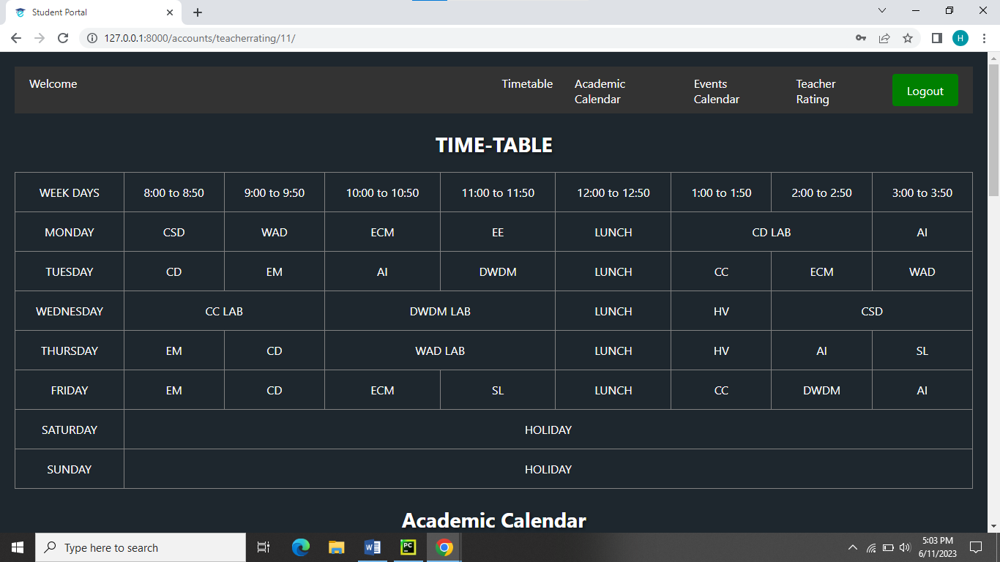 Student Portal
127.0.0.1:8000/accounts/teacherrating/11/
H
Welcome
Timetable
Academic
Calendar
Events
Calendar
Teacher
Rating
Logout
TIME-TABLE
WEEK DAYS 8:00 to 8:50 9:00 to 9:50 10:00 to 10:50 11:00 to 11:50 12:00 to 12:50 1:00 to 1:50 2:00 to 2:50 3:00 to 3:50
MONDAY CSD WAD ECM EE LUNCH CD LAB AI
TUESDAY CD EM AI DWDM LUNCH CC ECM WAD
WEDNESDAY CC LAB DWDM LAB LUNCH HV CSD
THURSDAY EM CD WAD LAB LUNCH HV AI SL
FRIDAY EM CD ECM SL LUNCH CC DWDM AI
SATURDAY HOLIDAY
SUNDAY HOLIDAY
Academic Calendar
Type here to search
W
PC
5:03 PM
6/11/2023